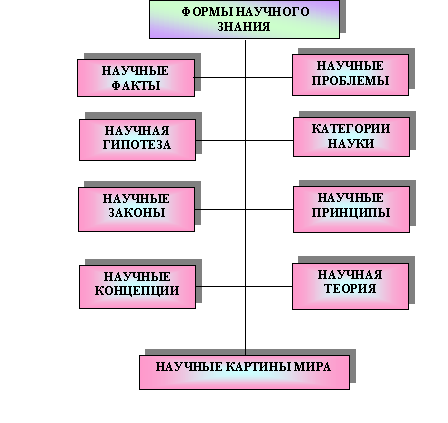 ФОРМЫ НАУЧНОГО
ЗНАНИЯ
НАУЧНЫЕ
ФАКТЫ
НАУЧНЫЕ
ПРОБЛЕМЫ
НАУЧНАЯ
ГИПОТЕЗА
КАТЕГОРИИ
НАУКИ
НАУЧНЫЕ
ЗАКОНЫ
НАУЧНЫЕ
ПРИНЦИПЫ
НАУЧНЫЕ
КОНЦЕПЦИИ
НАУЧНАЯ
ТЕОРИЯ
НАУЧНЫЕ КАРТИНЫ МИРА